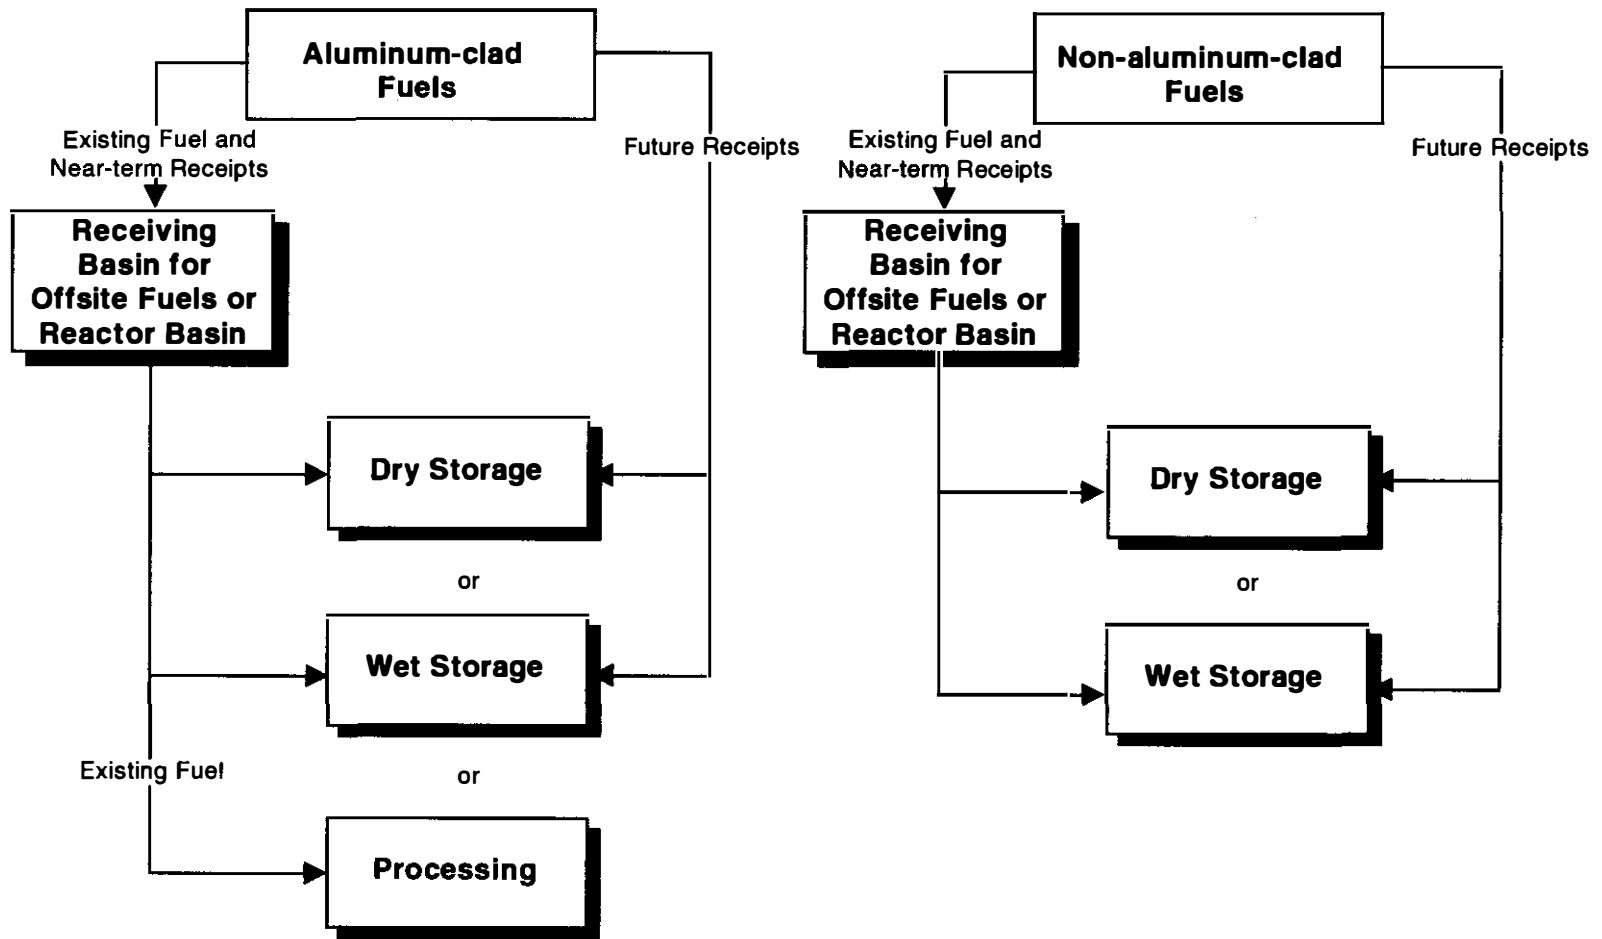 Aluminum-clad
Fuels
Existing Fuel and
Near-term Receipts
Future Receipts
Receiving
Basin for
Offsite Fuels or
Reactor Basin
Dry Storage
or
Wet Storage
Existing Fuel
or
Processing
Non-aluminum-clad
Fuels
Existing Fuel and
Near-term Receipts
Future Receipts
Receiving
Basin for
Offsite Fuels or
Reactor Basin
Dry Storage
or
Wet Storage